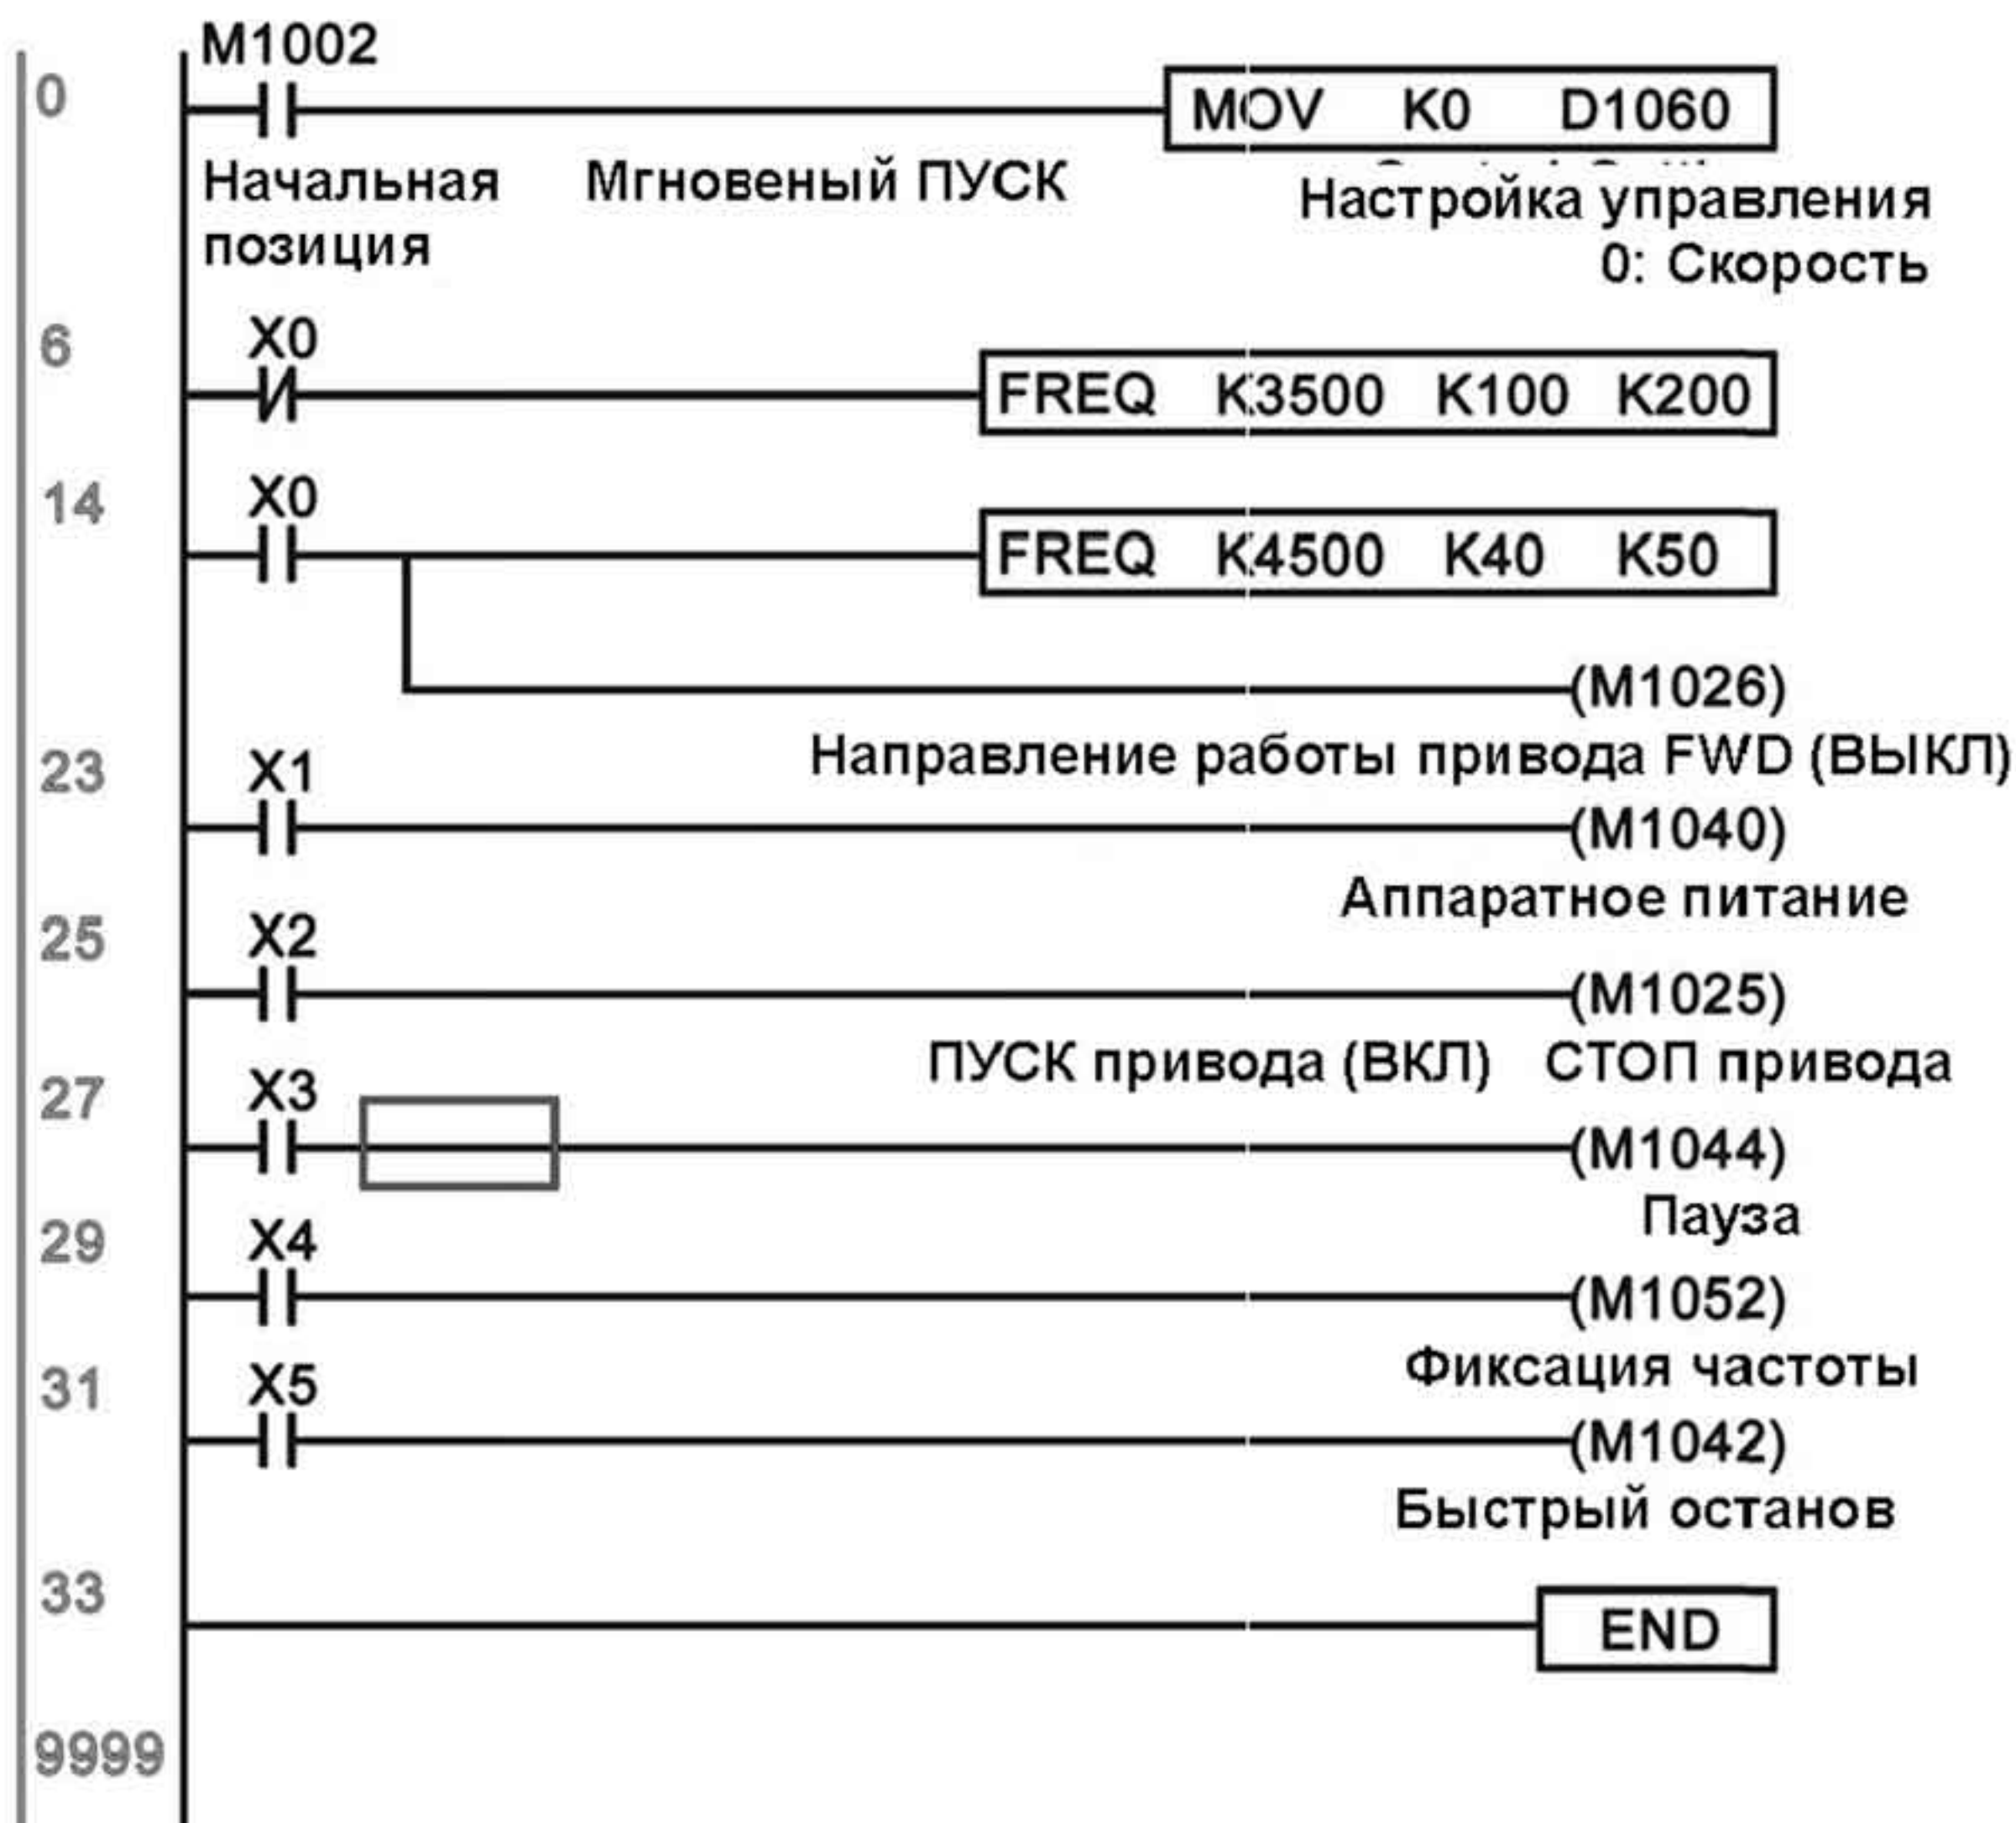 M1002
0
MOV K0 D1060
Начальная Мгновеный ПУСК
позиция
Настройка управления
0: Скорость
6
X0
FREQ K3500 K100 K200
14
X0
FREQ K4500 K40 K50
(M1026)
Направление работы привода FWD (ВЫКЛ)
23
X1
(M1040)
Аппаратное питание
25
X2
(M1025)
ПУСК привода (ВКЛ) СТОП привода
27
X3
(M1044)
Пауза
29
X4
(M1052)
Фиксация частоты
31
X5
(M1042)
Быстрый останов
33
END
9999